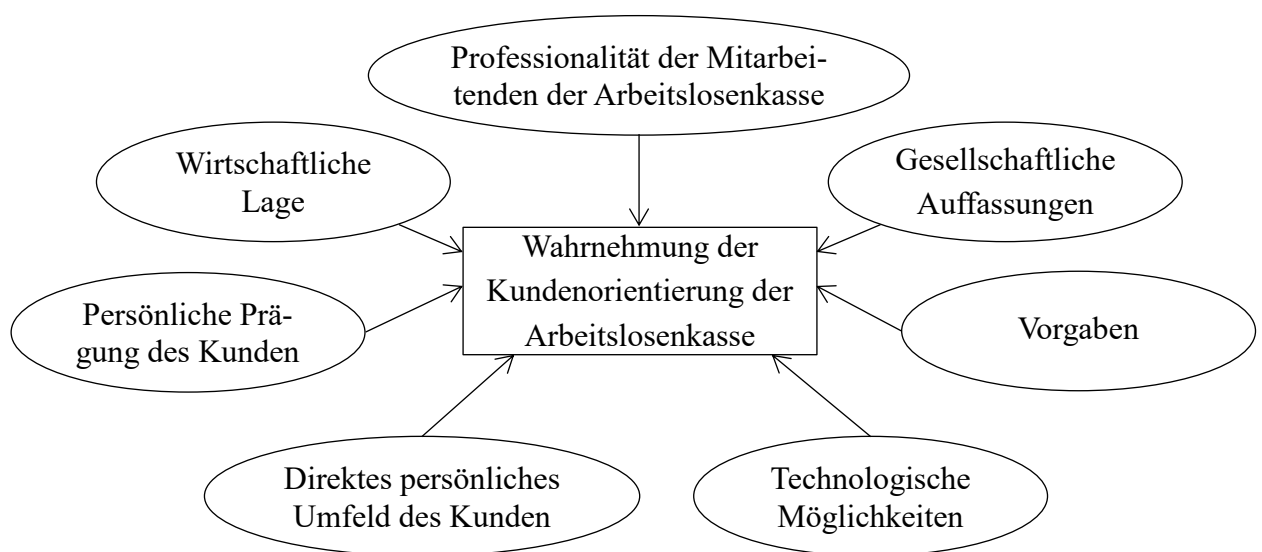 Professionalität der Mitarbei-
tenden der Arbeitslosenkasse
Wirtschaftliche
Lage
Gesellschaftliche
Auffassungen
Wahrnehmung der
Kundenorientierung der
Arbeitslosenkasse
Persönliche Prä-
gung des Kunden
Vorgaben
Direktes persönliches
Umfeld des Kunden
Technologische
Möglichkeiten